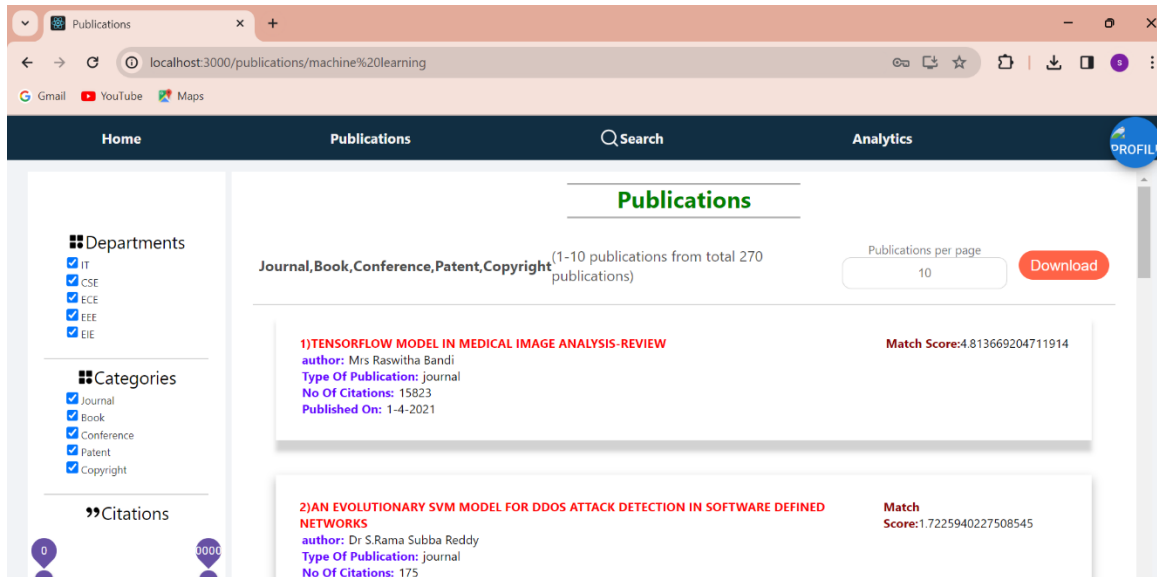 Publications
localhost:3000/publications/machine%20learning
S
Gmail YouTube Maps
Home Publications Search Analytics
PROFIL
Publications
Departments
IT
CSE
ECE
EEE
EIE
Categories
Journal
Book
Conference
Patent
Copyright
Citations
0 0000
Journal,Book,Conference,Patent,Copyright(1-10 publications from total 270
publications)
Publications per page
10
Download
1)TENSORFLOW MODEL IN MEDICAL IMAGE ANALYSIS-REVIEW
author: Mrs Raswitha Bandi
Type Of Publication: journal
No Of Citations: 15823
Published On: 1-4-2021
Match Score:4.813669204711914
2)AN EVOLUTIONARY SVM MODEL FOR DDOS ATTACK DETECTION IN SOFTWARE DEFINED
NETWORKS
author: Dr S.Rama Subba Reddy
Type Of Publication: journal
No Of Citations: 175
Match
Score:1.7225940227508545